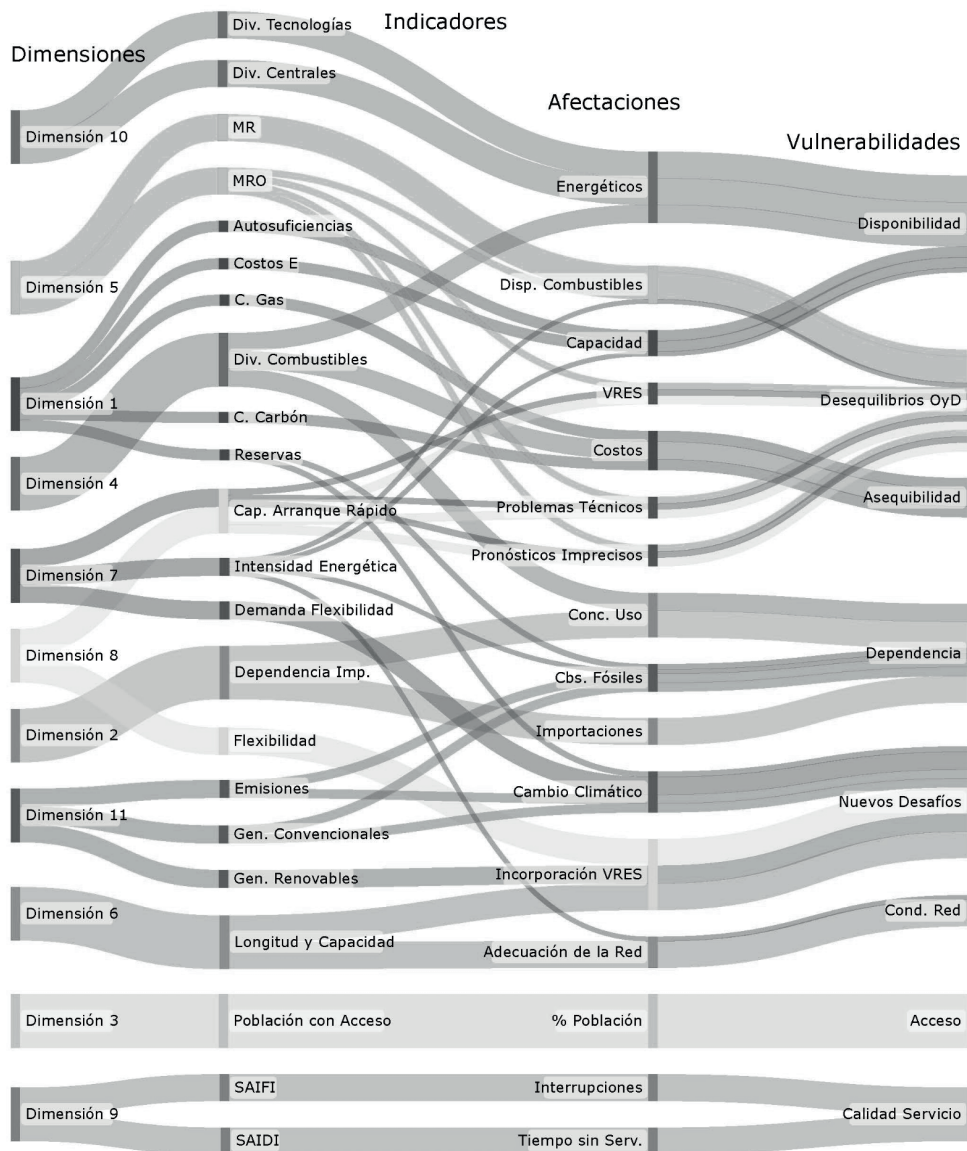 Dimensiones
Indicadores
Afectaciones
Vulnerabilidades
Dimensión 10
Dimensión 5
Dimensión 1
Dimensión 4
Dimensión 7
Dimensión 8
Dimensión 2
Dimensión 11
Dimensión 6
Dimensión 3
Dimensión 9
Div. Tecnologías
Div. Centrales
MR
MRO
Autosuficiencias
Costos E
C. Gas
Div. Combustibles
C. Carbón
Reservas
Cap. Arranque Rápido
Intensidad Energética
Demanda Flexibilidad
Dependencia Imp.
Flexibilidad
Emisiones
Gen. Convencionales
Gen. Renovables
Longitud y Capacidad
Población con Acceso
SAIFI
SAIDI
Energéticos
Disp. Combustibles
Capacidad
VRES
Costos
Problemas Técnicos
Pronósticos Imprecisos
Conc. Uso
Cbs. Fósiles
Importaciones
Cambio Climático
Incorporación VRES
Adecuación de la Red
% Población
Interrupciones
Tiempo sin Serv.
Disponibilidad
Desequilibrios OyD
Asequibilidad
Dependencia
Nuevos Desafíos
Cond. Red
Acceso
Calidad Servicio